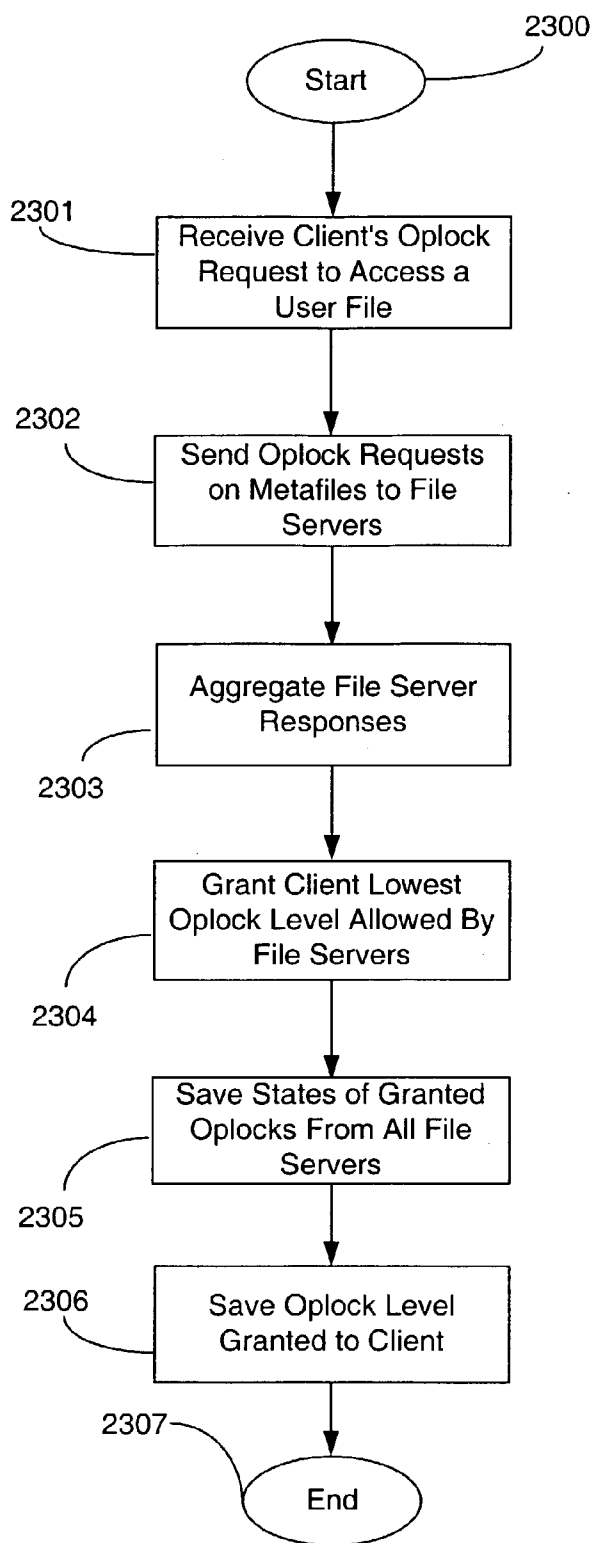 2300
Start
2301
Receive Client's Oplock
Request to Access a
User File
2302
Send Oplock Requests
on Metafiles to File
Servers
Aggregate File Server
Responses
2303
Grant Client Lowest
Oplock Level Allowed By
File Servers
2304
Save States of Granted
Oplocks From All File
Servers
2305
2306
Save Oplock Level
Granted to Client
2307
End